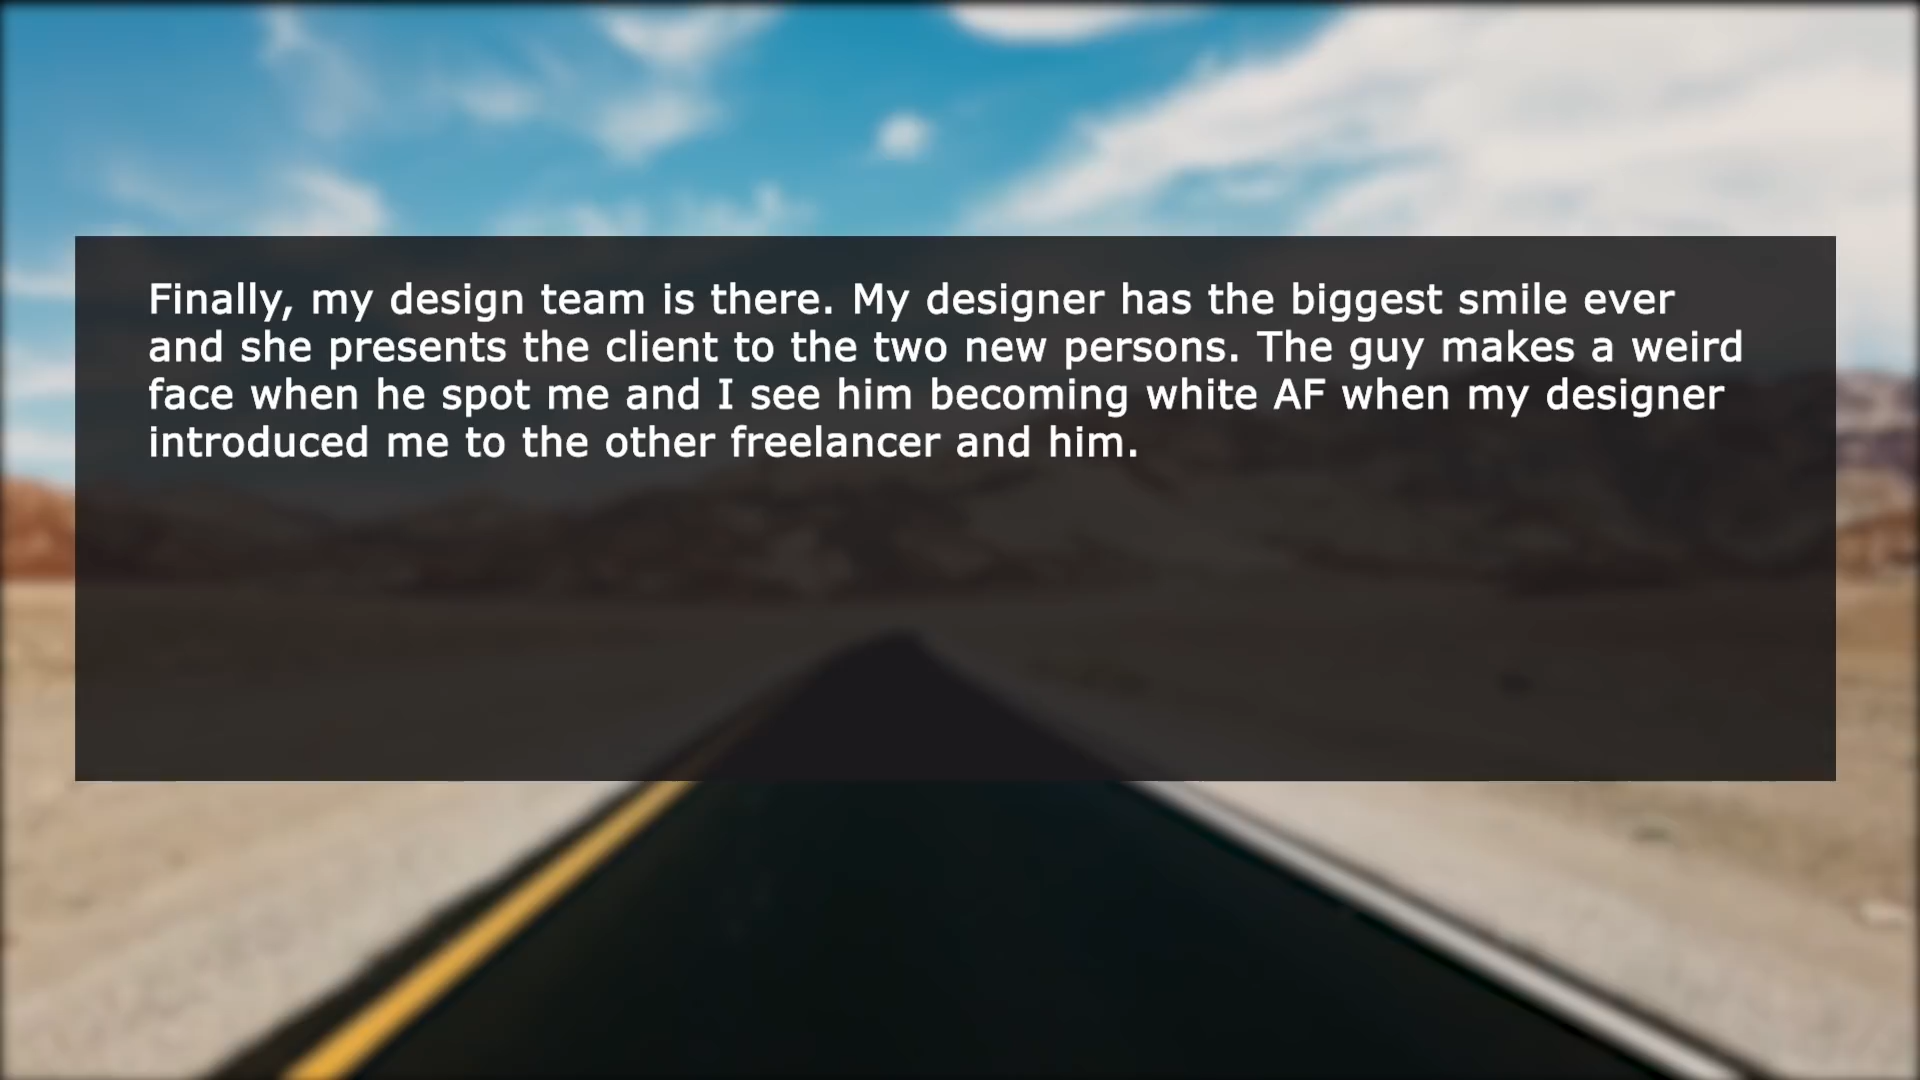 Finally, my design team is there. My designer has the biggest smile ever
and she presents the client to the two new persons. The guy makes a weird
face when he spot me and I see him becoming white AF when my designer
introduced me to the other freelancer and him.